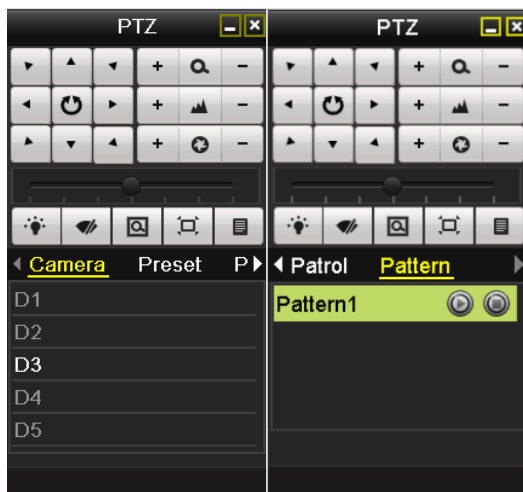 PTZ
Camera Preset P
D1
D2
D3
D4
D5
PTZ
Patrol Pattern
Pattern1